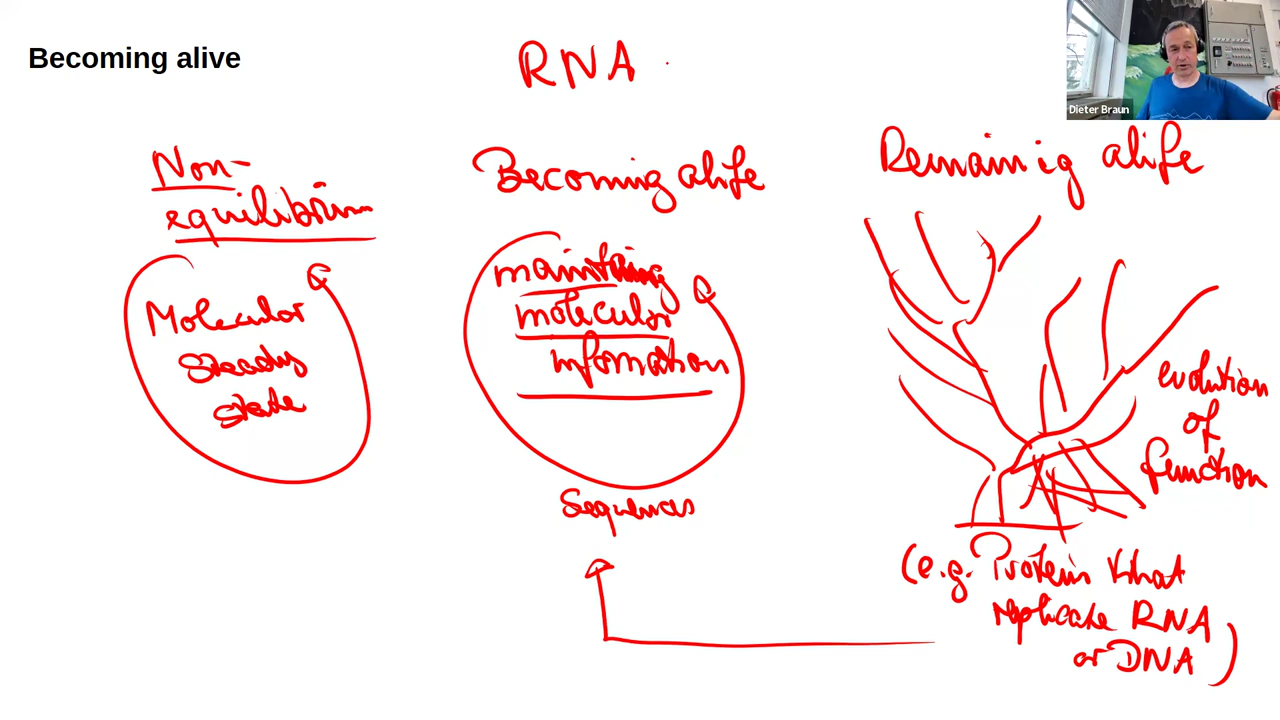 Becoming alive
RNA
Dieter Braun
Non-
equilibrium
Molecular
Steady
state
Becoming alife
maintaing
molecular
information
Sequences
Remainig alife
evolution
of
function
(e.g. Protein that
replicate RNA
or DNA)